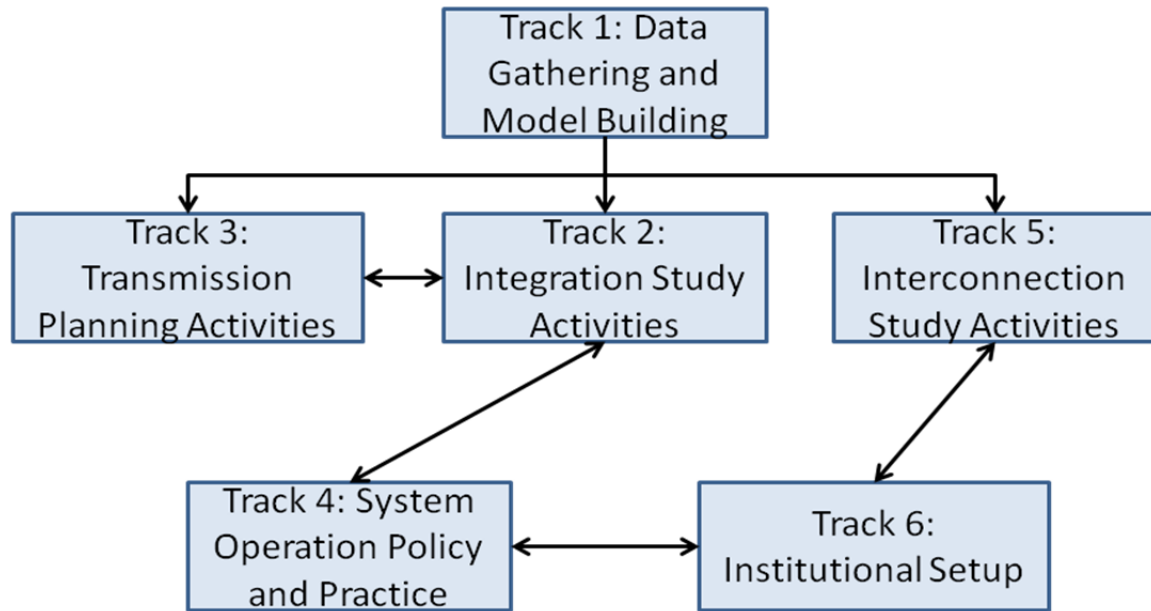 Track 1: Data
Gathering and
Model Building
Track 3:
Transmission
Planning Activities
Track 2:
Integration Study
Activities
Track 5:
Interconnection
Study Activities
Track 4: System
Operation Policy
and Practice
Track 6:
Institutional Setup